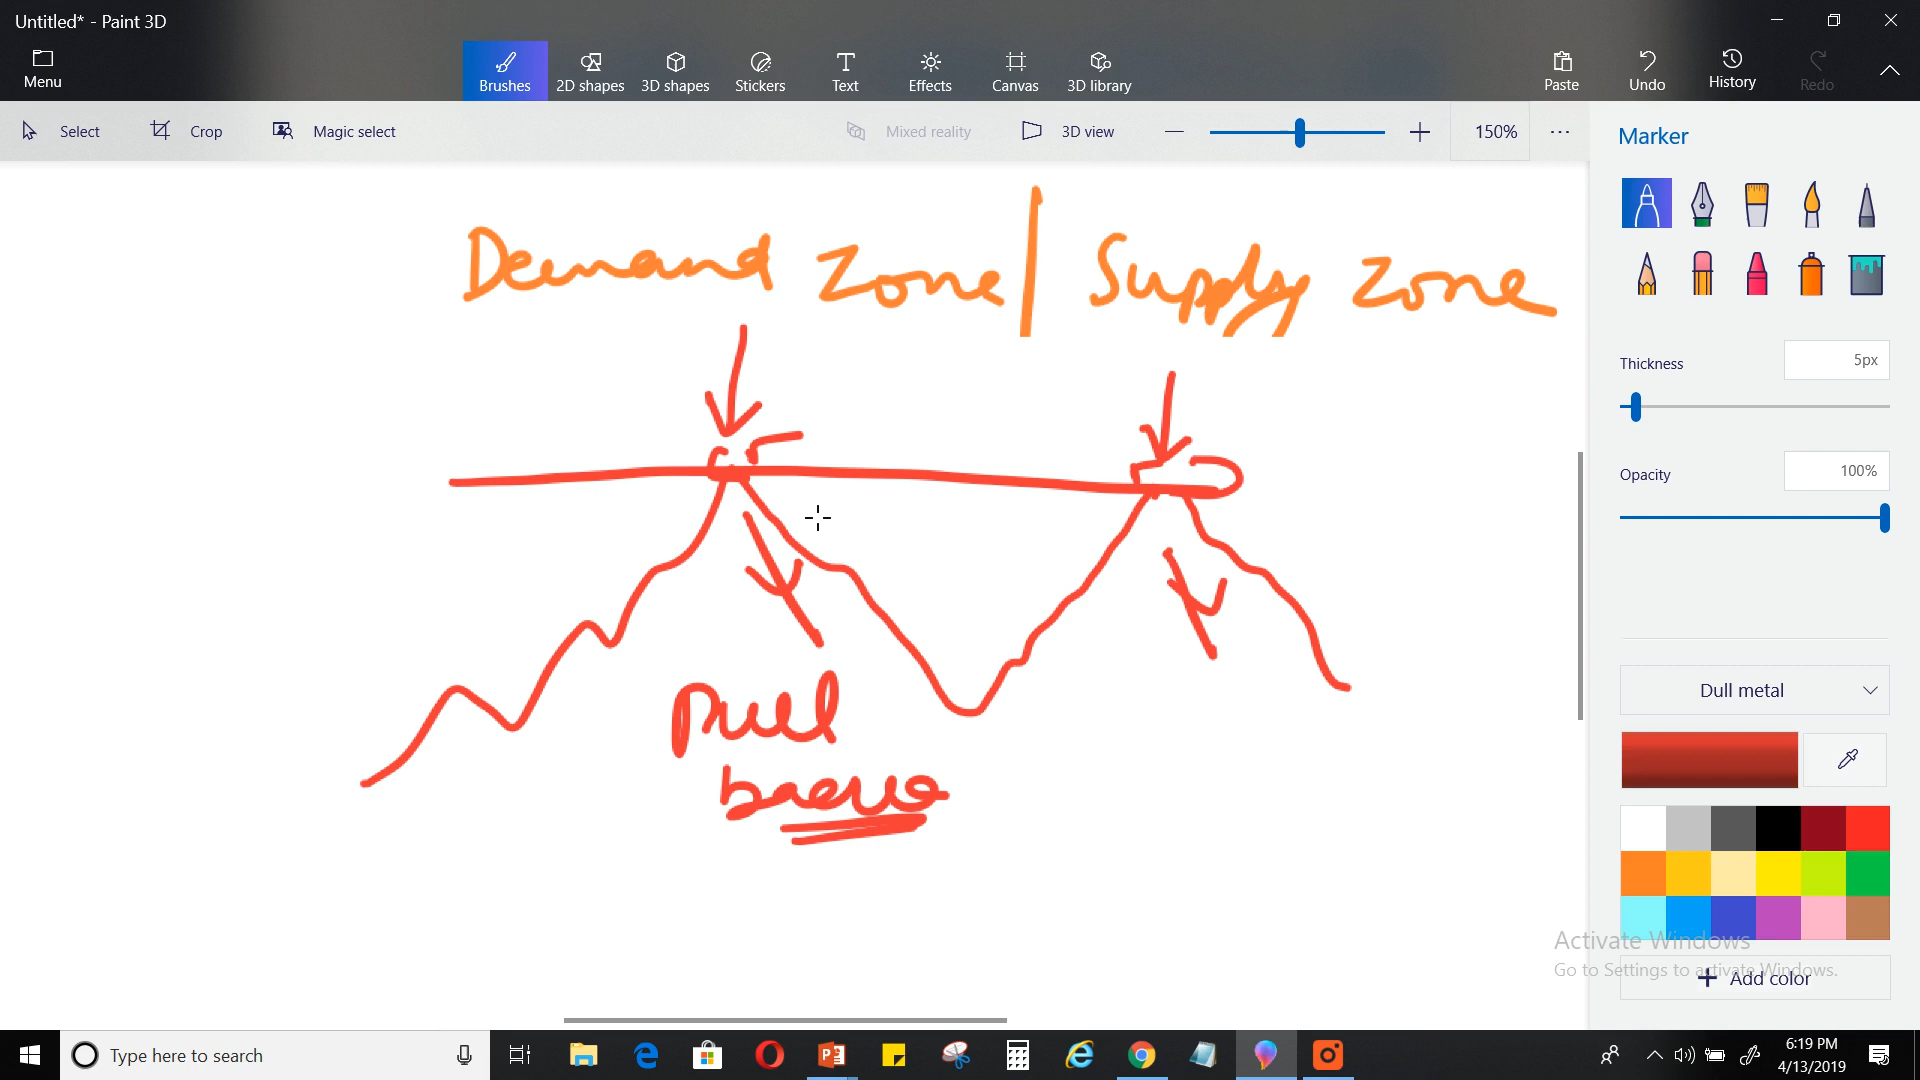 Untitled* - Paint 3D
Menu
Brushes 2D shapes 3D shapes Stickers Text Effects Canvas 3D library
Paste Undo History Redo
Select Crop Magic select
Mixed reality 3D view 150%
Marker
Demand Zone | Supply Zone
Thickness 5px
Opacity 100%
Pull
Dull metal
Activate Windows
Go to Settings to activate Windows.
Add color
Type here to search
6:19 PM
4/13/2019